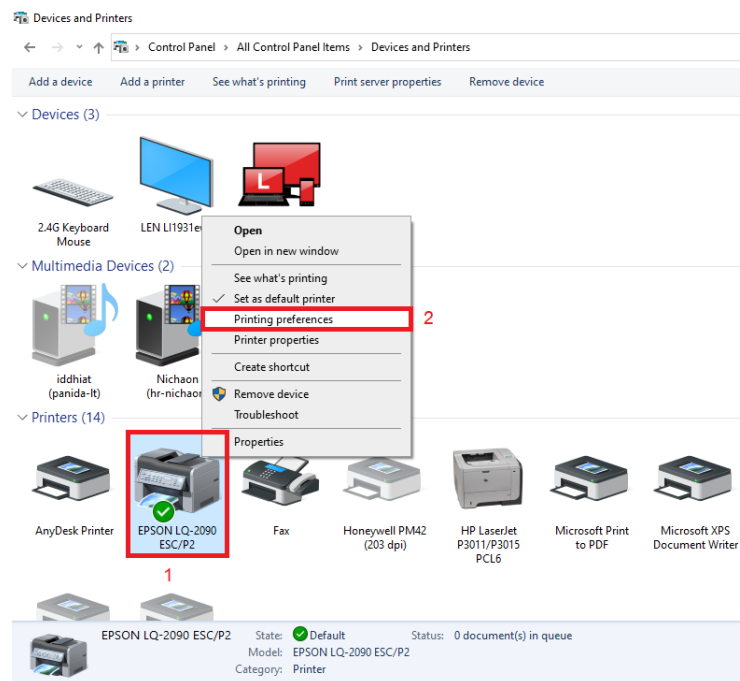 Devices and Printers
Control Panel > All Control Panel Items > Devices and Printers
Add a device Add a printer See what's printing Print server properties Remove device
Devices (3)
L
2.4G Keyboard
Mouse
LEN LI1931e
Open
Open in new window
See what's printing
Set as default printer
Printing preferences
2
Printer properties
Create shortcut
Remove device
Troubleshoot
Properties
Multimedia Devices (2)
iddhiat
(panida-lt)
Nichaon
(hr-nichaor
Printers (14)
AnyDesk Printer
EPSON LQ-2090
ESC/P2
1
Fax
Honeywell PM42
(203 dpi)
HP LaserJet
P3011/P3015
PCL6
Microsoft Print
to PDF
Microsoft XPS
Document Writer
EPSON LQ-2090 ESC/P2 State: Default Status: 0 document(s) in queue
Model: EPSON LQ-2090 ESC/P2
Category: Printer